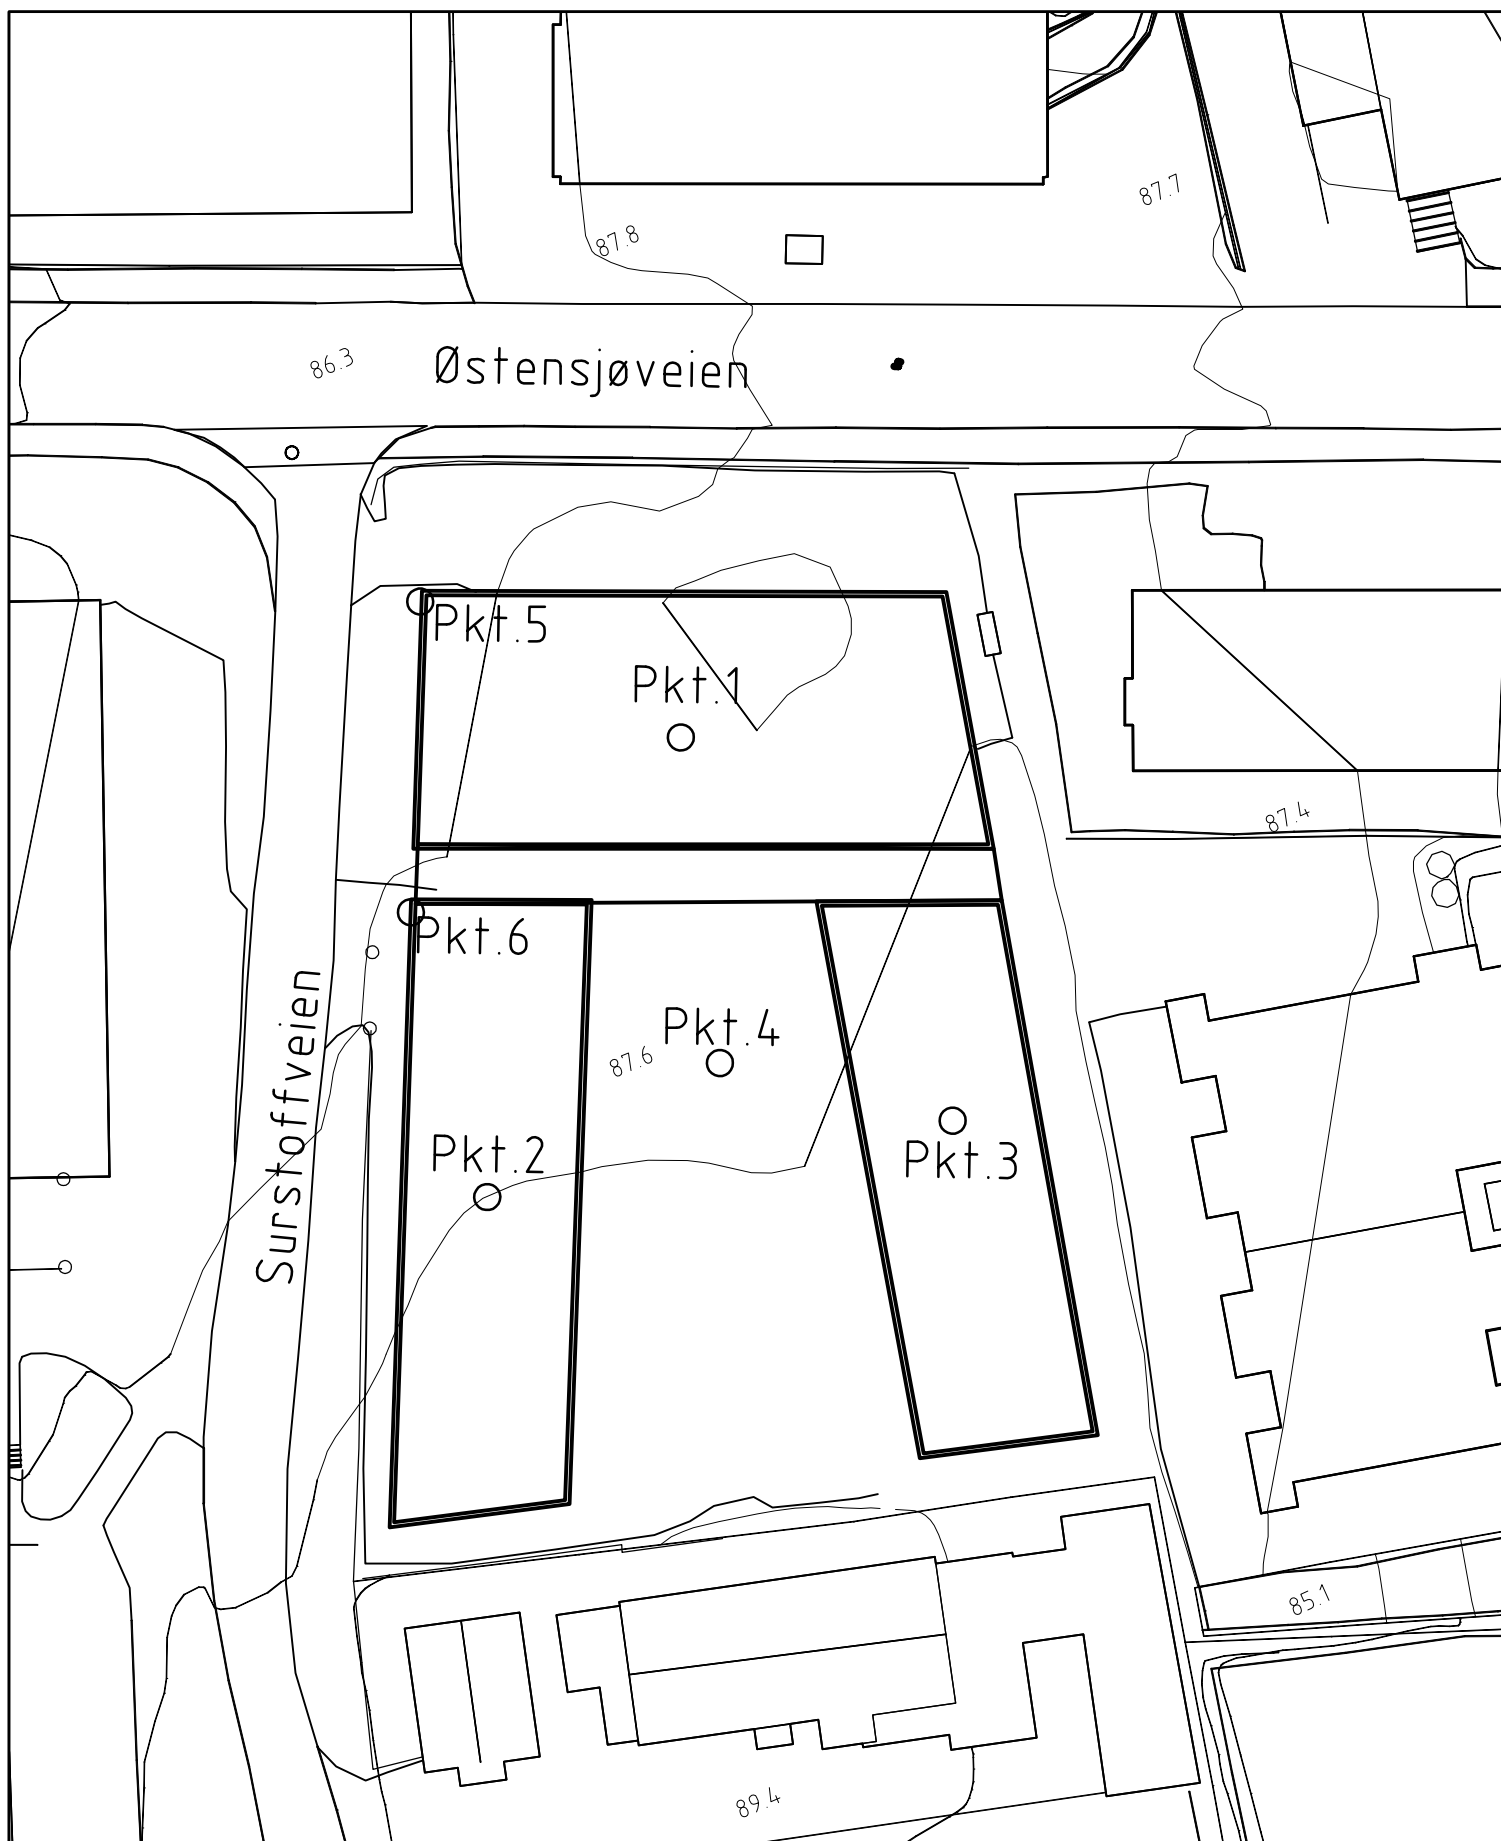 87.7
87.8
86.3
Østensjøveien
Pkt.5
Pkt.1
87.4
Pkt.6
Surstoffveien
Pkt.4
87.6
Pkt.2
Pkt.3
85.1
89.4